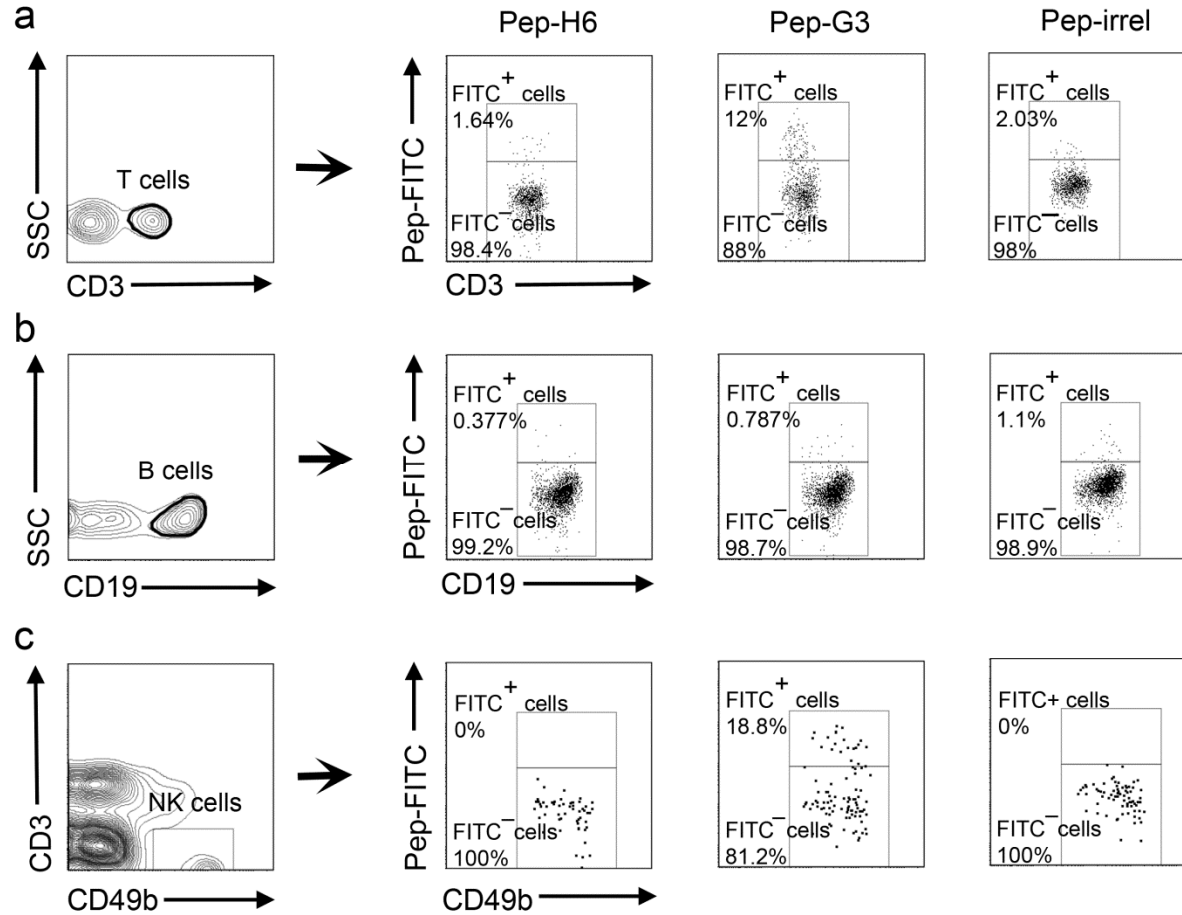 a
Pep-H6
Pep-G3
Pep-irrel
SSC
T cells
CD3
Pep-FITC
FITC+ cells
1.64%
FITC−cells
98.4%
CD3
FITC+ cells
12%
FITC−cells
88%
FITC+ cells
2.03%
FITC−cells
98%
b
SSC
B cells
CD19
Pep-FITC
FITC+ cells
0.377%
FITC−cells
99.2%
CD19
FITC+ cells
0.787%
FITC−cells
98.7%
FITC+ cells
1.1%
FITC−cells
98.9%
c
CD3
NK cells
CD49b
Pep-FITC
FITC+ cells
0%
FITC−cells
100%
CD49b
FITC+ cells
18.8%
FITC−cells
81.2%
FITC+ cells
0%
FITC−cells
100%